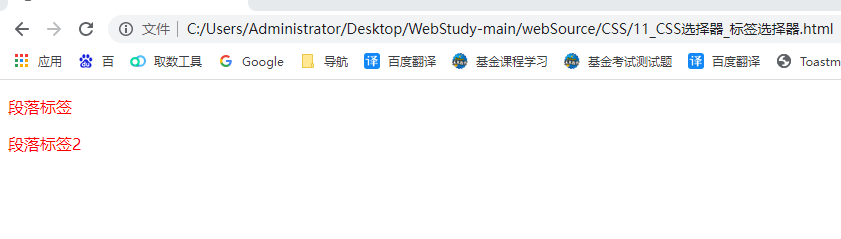 文件 C:/Users/Administrator/Desktop/WebStudy-main/webSource/CSS/11_CSS选择器_标签选择器.html
应用 百 取数工具 Google 导航 译 百度翻译 基金课程学习 基金考试测试题 译 百度翻译 Toastm
段落标签
段落标签2